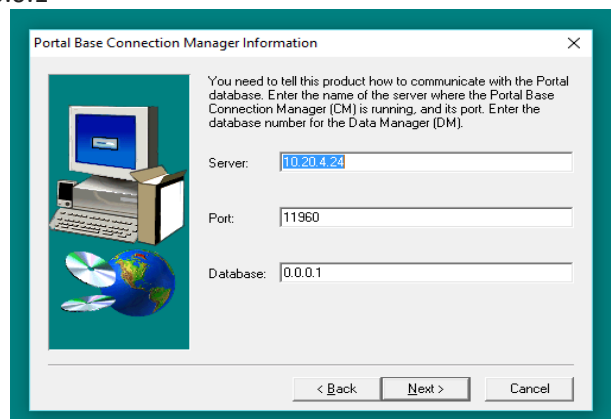 Portal Base Connection Manager Information
You need to tell this product how to communicate with the Portal
database. Enter the name of the server where the Portal Base
Connection Manager (CM) is running, and its port. Enter the
database number for the Data Manager (DM).
Server: 10.20.4.24
Port: 11960
Database: 0.0.0.1
< Back Next > Cancel